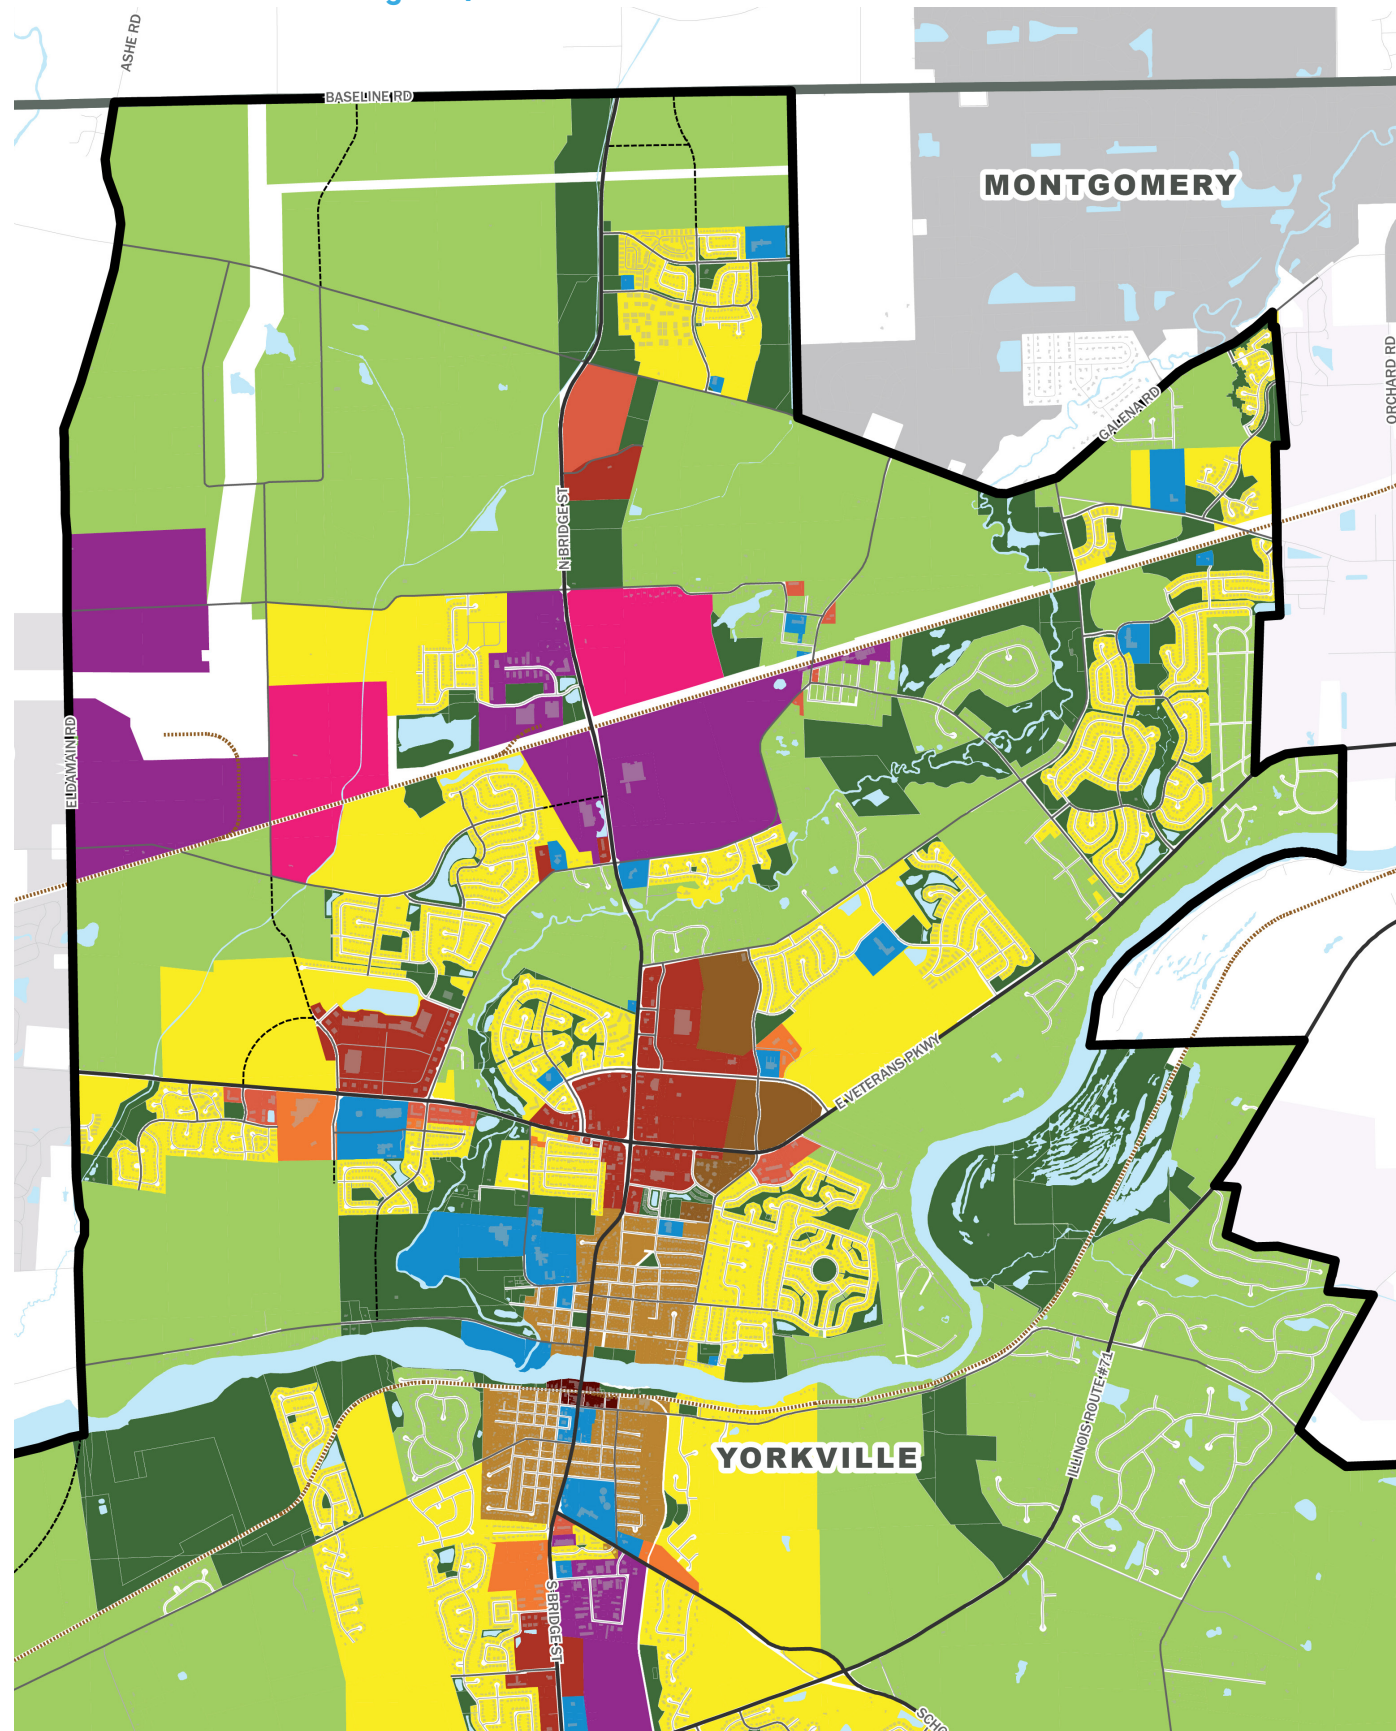 ASHE RD
BASELINE RD
MONTGOMERY
ORCHARD RD
GALENA RD
N BRIDGE ST
ELDAMAIN RD
E VETERANS PKWY
ILLINOIS ROUTE #71
YORKVILLE
S BRIDGE ST
SCHO